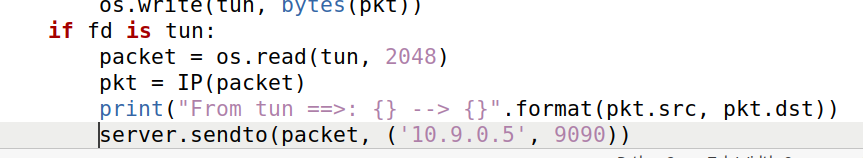 os.write(tun, bytes(pkt))
if fd is tun:
packet = os.read(tun, 2048)
pkt = IP(packet)
print("From tun ==>: {} --> {}".format(pkt.src, pkt.dst))
server.sendto(packet, ('10.9.0.5', 9090))